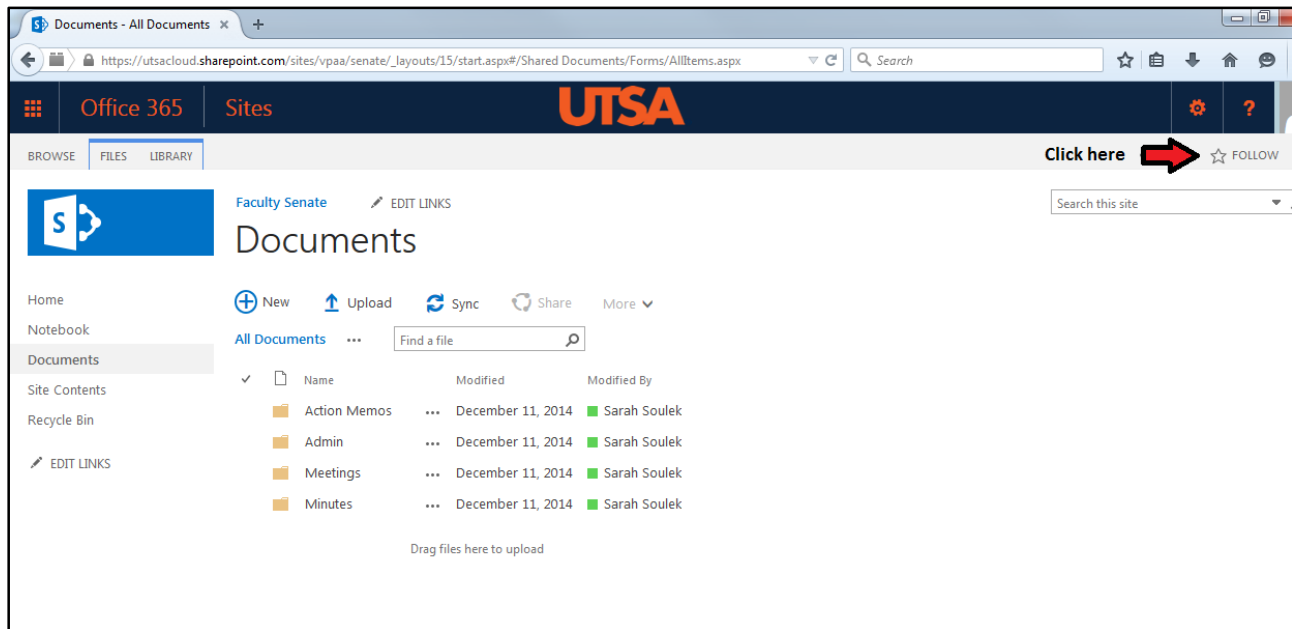 Documents - All Documents
https://utsacloud.sharepoint.com/sites/vpaa/senate/_layouts/15/start.aspx#/Shared Documents/Forms/AllItems.aspx Search
Office 365 Sites UTSA ?
BROWSE FILES LIBRARY Click here FOLLOW
S Faculty Senate EDIT LINKS Search this site
Documents
Home
Notebook
Documents
Site Contents
Recycle Bin
EDIT LINKS
New Upload Sync Share More
All Documents ... Find a file
Name Modified Modified By
Action Memos ... December 11, 2014 Sarah Soulek
Admin ... December 11, 2014 Sarah Soulek
Meetings ... December 11, 2014 Sarah Soulek
Minutes ... December 11, 2014 Sarah Soulek
Drag files here to upload